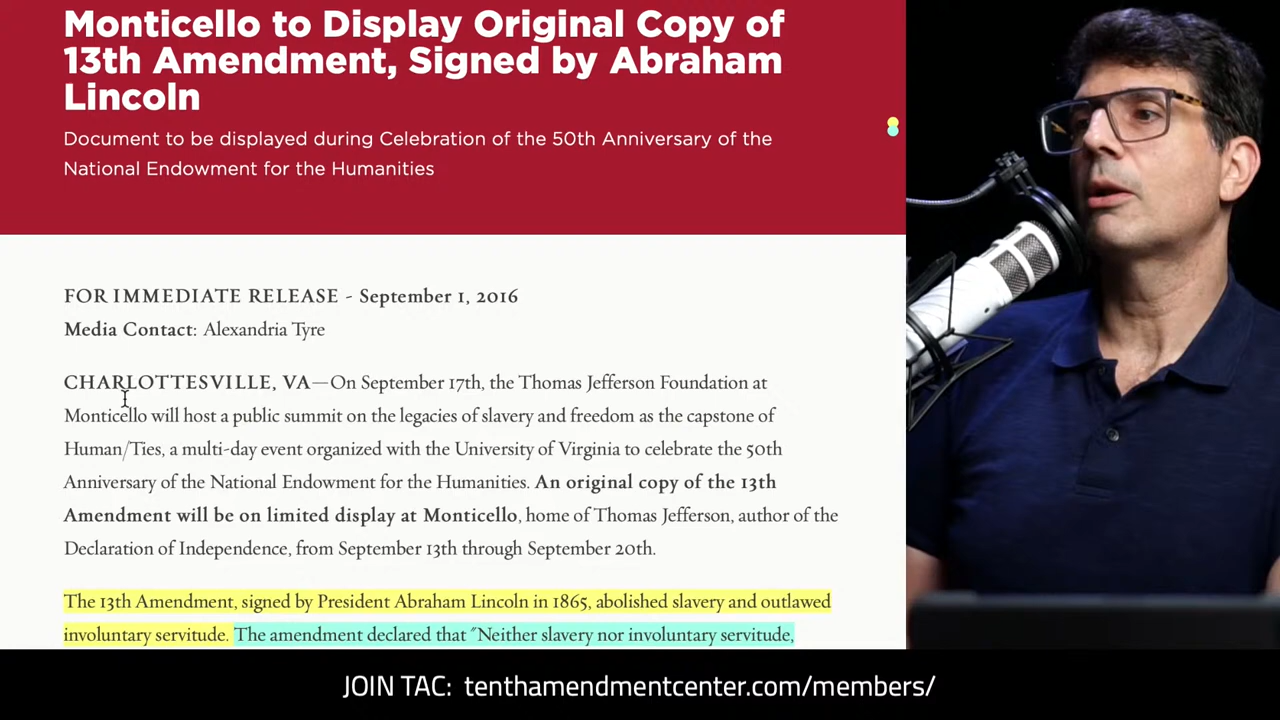 Monticello to Display Original Copy of
13th Amendment, Signed by Abraham
Lincoln
Document to be displayed during Celebration of the 50th Anniversary of the
National Endowment for the Humanities
FOR IMMEDIATE RELEASE - September 1, 2016
Media Contact: Alexandria Tyre
CHARLOTTESVILLE, VA—On September 17th, the Thomas Jefferson Foundation at
Monticello will host a public summit on the legacies of slavery and freedom as the capstone of
Human/Ties, a multi-day event organized with the University of Virginia to celebrate the 50th
Anniversary of the National Endowment for the Humanities. An original copy of the 13th
Amendment will be on limited display at Monticello, home of Thomas Jefferson, author of the
Declaration of Independence, from September 13th through September 20th.
The 13th Amendment, signed by President Abraham Lincoln in 1865, abolished slavery and outlawed
involuntary servitude. The amendment declared that "Neither slavery nor involuntary servitude,
JOIN TAC: tenthamendmentcenter.com/members/